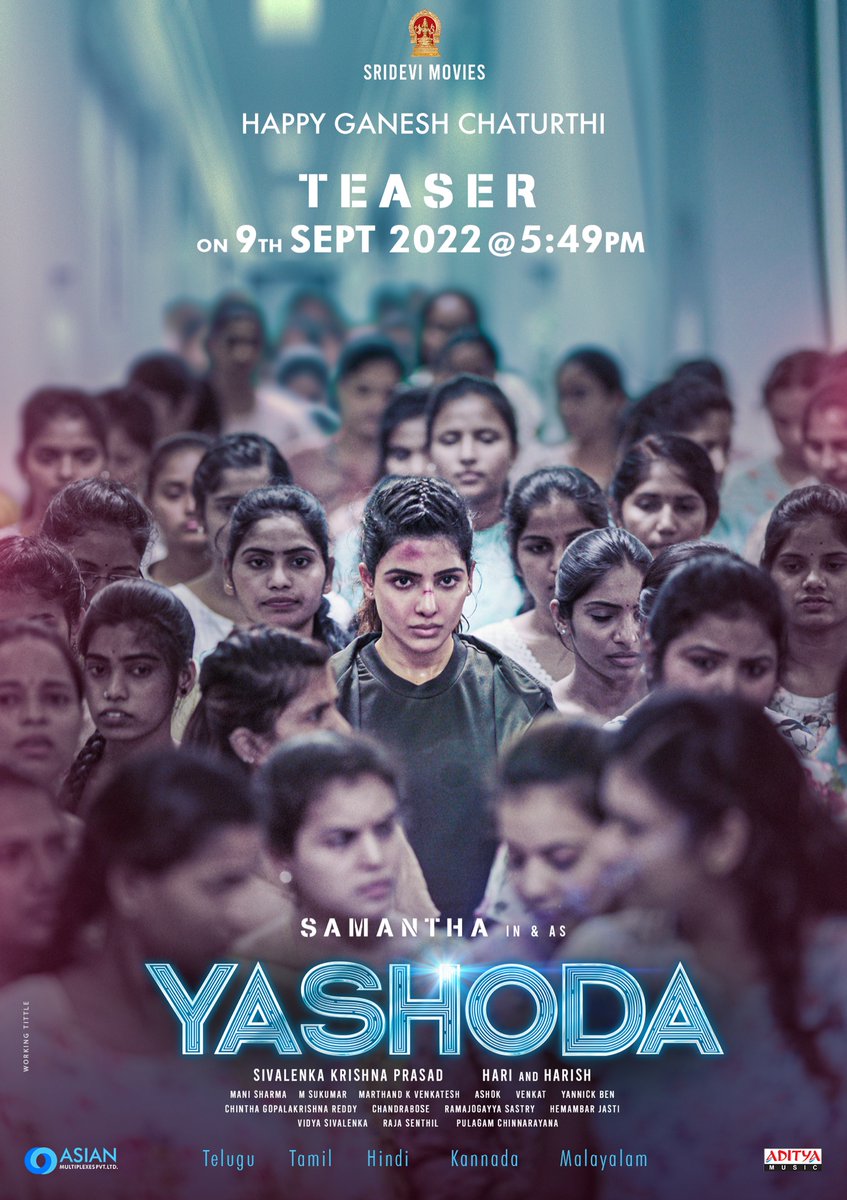 SRIDEVI MOVIES
HAPPY GANESH CHATURTHI
TEASER
ON 9TH SEPT 2022 @ 5:49PM
SAMANTHA IN & AS
YASHODA
WORKING TITTLE
SIVALENKA KRISHNA PRASAD HARI AND HARISH
MANI SHARMA M SUKUMAR MARTHAND K VENKATESH ASHOK VENKAT YANNICK BEN
CHINTHA GOPALAKRISHNA REDDY CHANDRABOSE RAMAJOGAYYA SASTRY HEMAMBAR JASTI
VIDYA SIVALENKA RAJA SENTHIL PULAGAM CHINNARAYANA
ASIAN
MULTIPLEXES PVT.LTD.
Telugu Tamil Hindi Kannada Malayalam
ADITYA
MUSIC